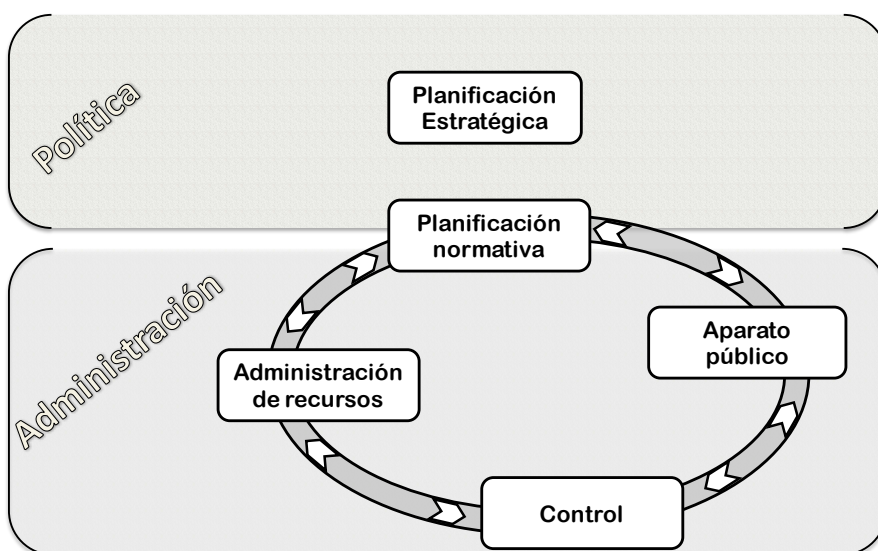 Política
Planificación
Estratégica
Planificación
normativa
Administración
Aparato
público
Administración
de recursos
Control